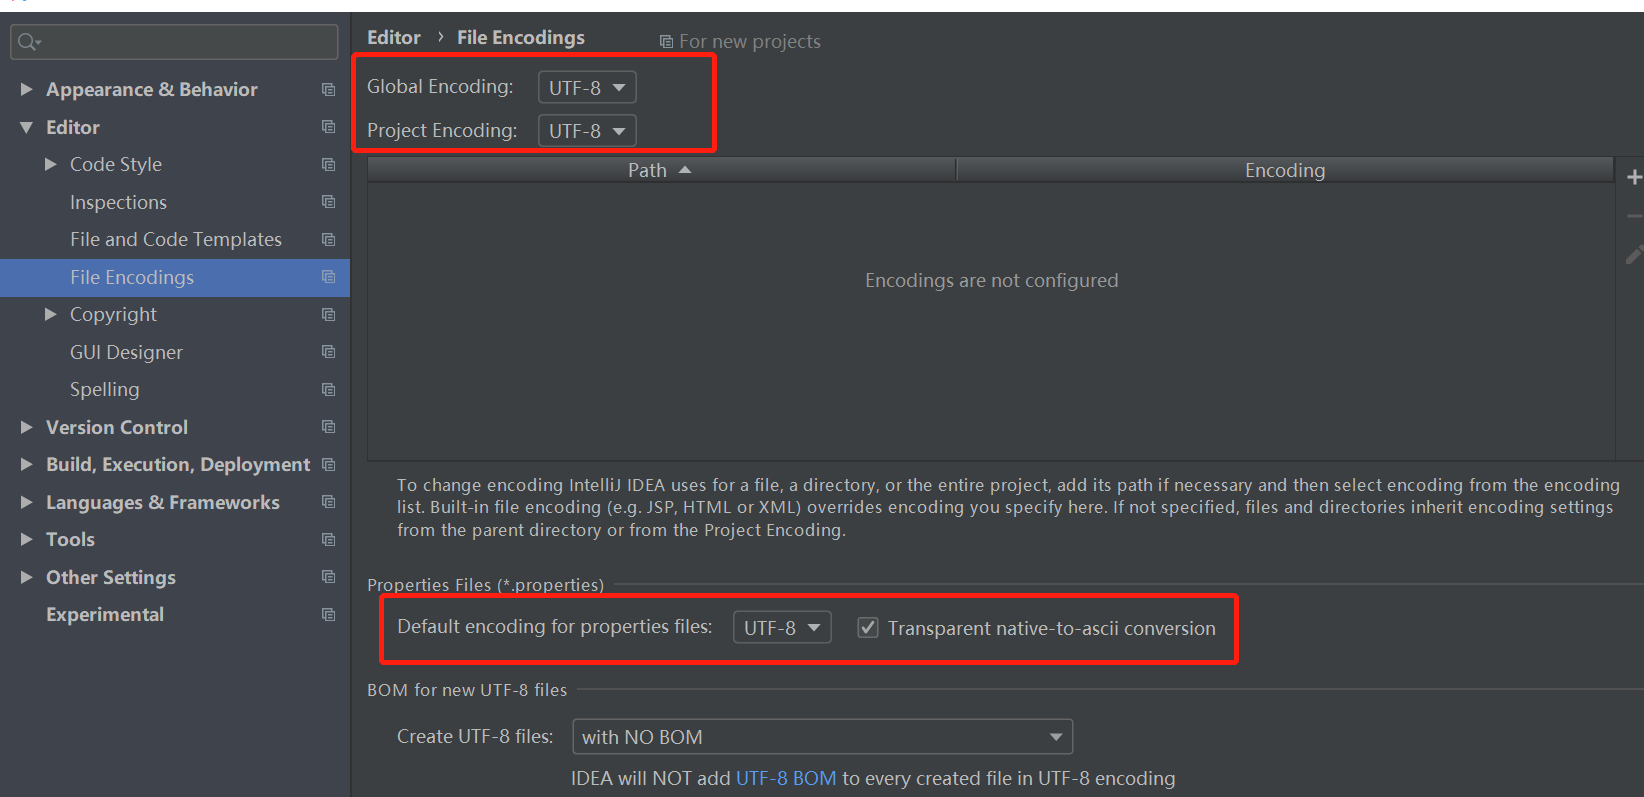 Editor › File Encodings For new projects
Appearance & Behavior
Editor
Code Style
Inspections
File and Code Templates
File Encodings
Copyright
GUI Designer
Spelling
Version Control
Build, Execution, Deployment
Languages & Frameworks
Tools
Other Settings
Experimental
Global Encoding: UTF-8
Project Encoding: UTF-8
Path Encoding
Encodings are not configured
To change encoding IntelliJ IDEA uses for a file, a directory, or the entire project, add its path if necessary and then select encoding from the encoding
list. Built-in file encoding (e.g. JSP, HTML or XML) overrides encoding you specify here. If not specified, files and directories inherit encoding settings
from the parent directory or from the Project Encoding.
Properties Files (*.properties)
Default encoding for properties files: UTF-8 Transparent native-to-ascii conversion
BOM for new UTF-8 files
Create UTF-8 files: with NO BOM
IDEA will NOT add UTF-8 BOM to every created file in UTF-8 encoding